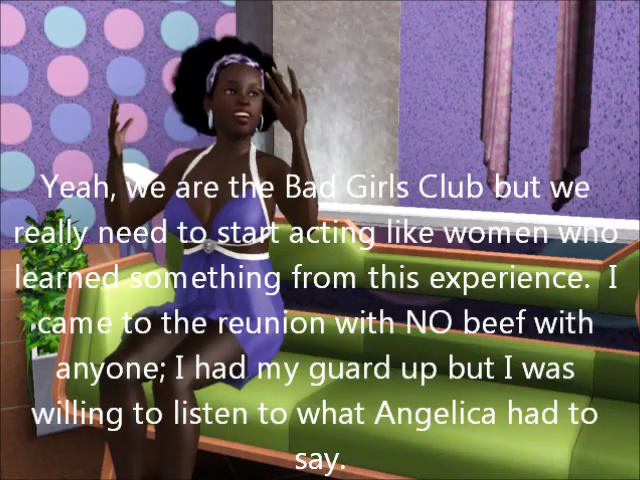 Yeah, we are the Bad Girls Club but we
really need to start acting like women who
learned something from this experience.  I
came to the reunion with NO beef with
anyone; I had my guard up but I was
willing to listen to what Angelica had to
say.